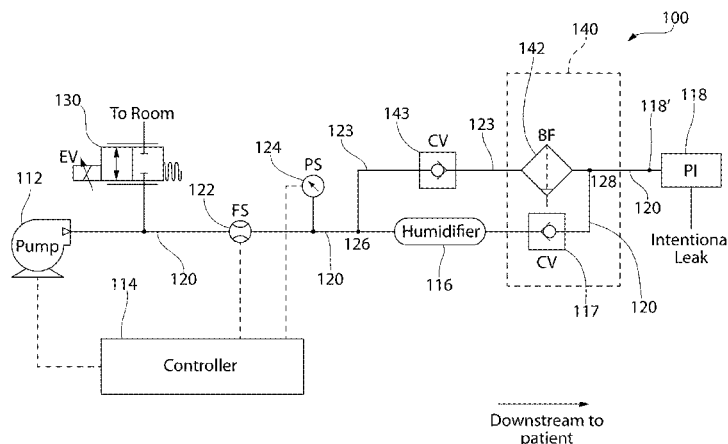 100
140
142
130
To Room
EV
143
CV
123
123
BF
118'
118
PI
112
124
PS
122
FS
Pump
128
120
Intentional
Leak
126
Humidifier
116
CV
117
120
120
120
114
Controller
Downstream to
patient